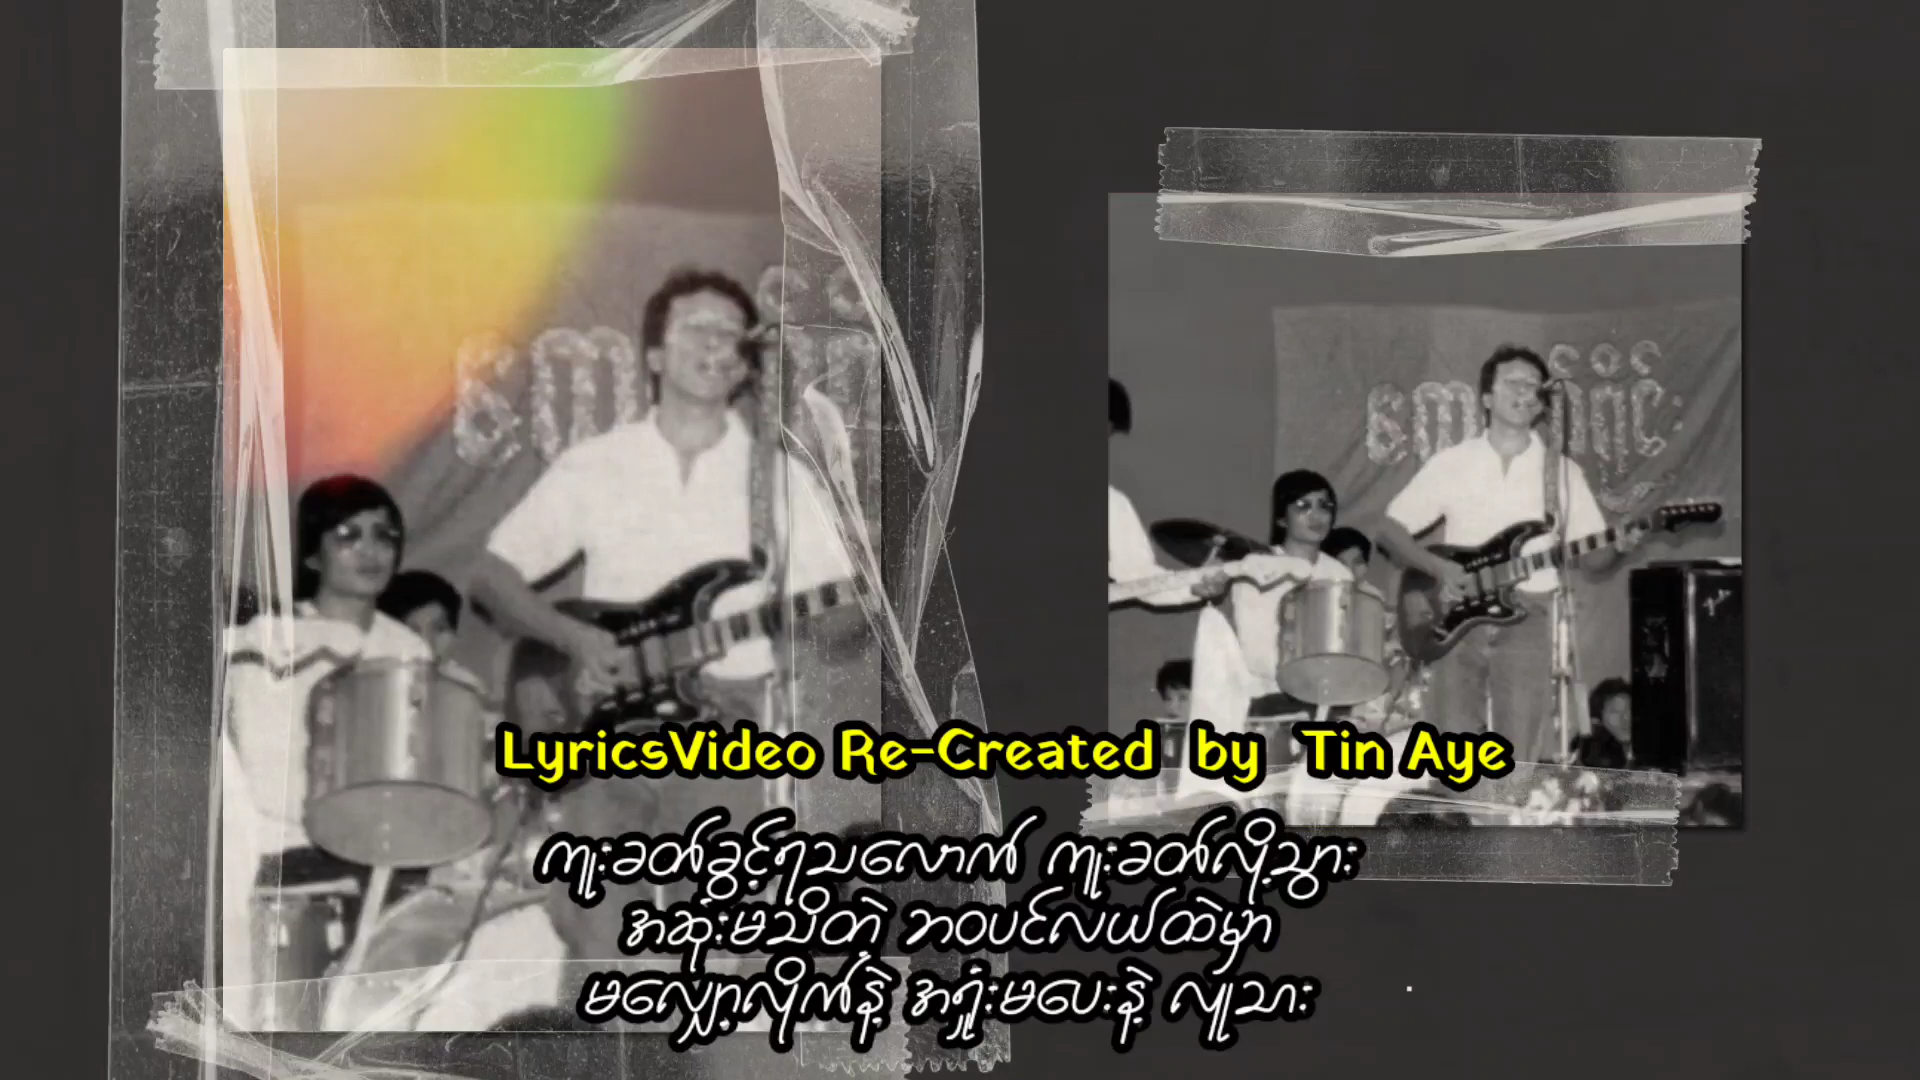 LyricsVideo Re-Created by Tin Aye
ကူးခတ်ခွင့်ရသလောက် ကူးခတ်လို့သွား
အဆုံးမသိတဲ့ ဘဝပင်လယ်ထဲမှာ
မလျှော့လိုက်နဲ့ အရှုံးမပေးနဲ့ လူသား